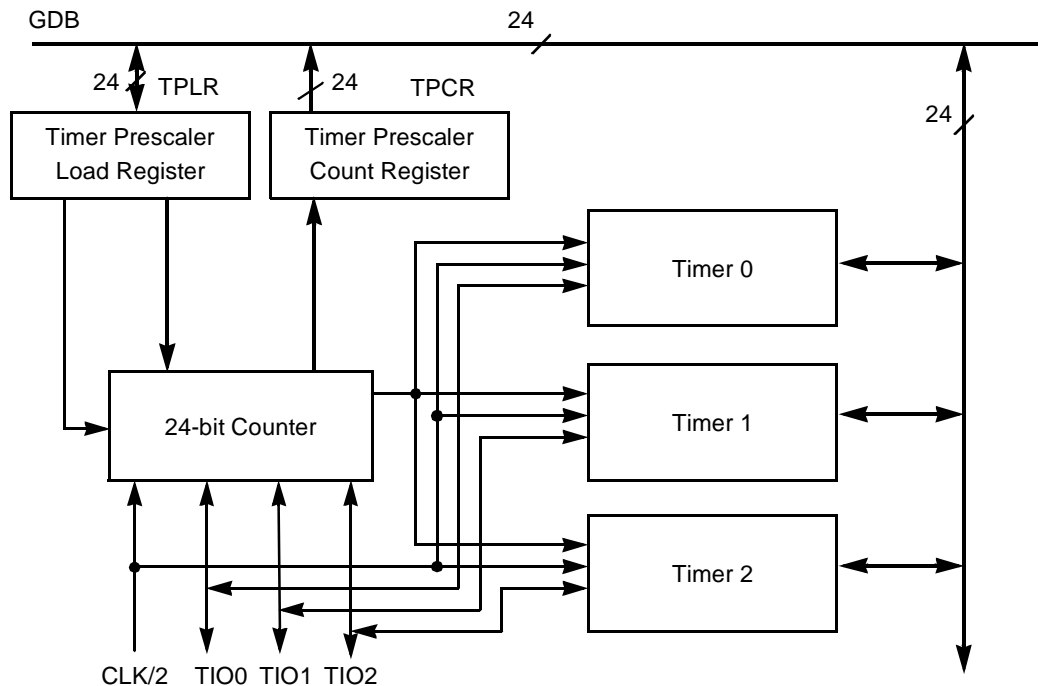 GDB
24
24
TPLR
24
TPCR
24
Timer Prescaler
Load Register
Timer Prescaler
Count Register
Timer 0
24-bit Counter
Timer 1
Timer 2
CLK/2
TIO0
TIO1
TIO2